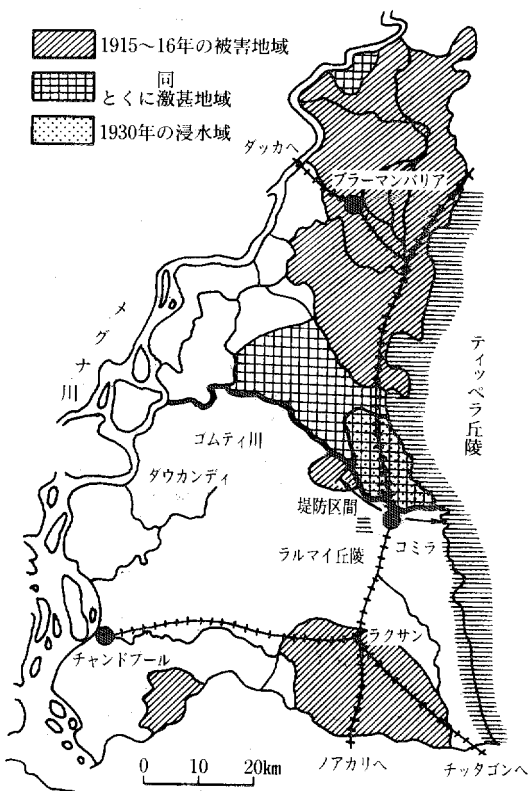 1915～16年の被害地域
同
とくに激甚地域
1930年の浸水域
ダッカへ
ブラーマンバリア
メグナ川
ティッペラ丘陵
ゴムティ川
ダウカンディ
堤防区間
コミラ
ラルマイ丘陵
ラクサン
チャンドプール
ノアカリへ
チッタゴンへ
0 10 20km